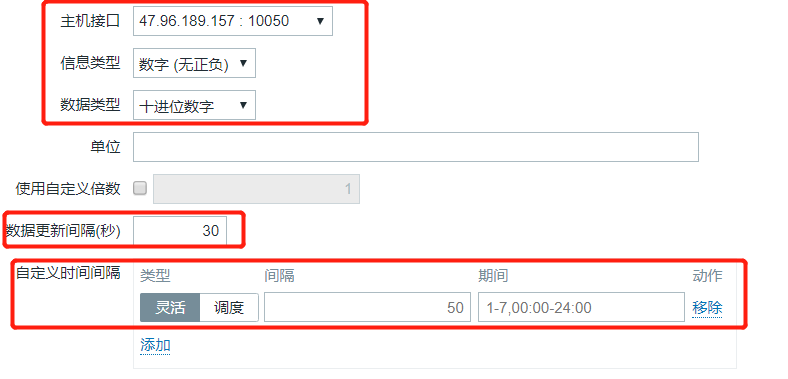 主机接口 47.96.189.157 : 10050
信息类型 数字 (无正负)
数据类型 十进位数字
单位
使用自定义倍数 1
数据更新间隔(秒) 30
自定义时间间隔 类型 间隔 期间 动作
灵活 调度 50 1-7,00:00-24:00 移除
添加